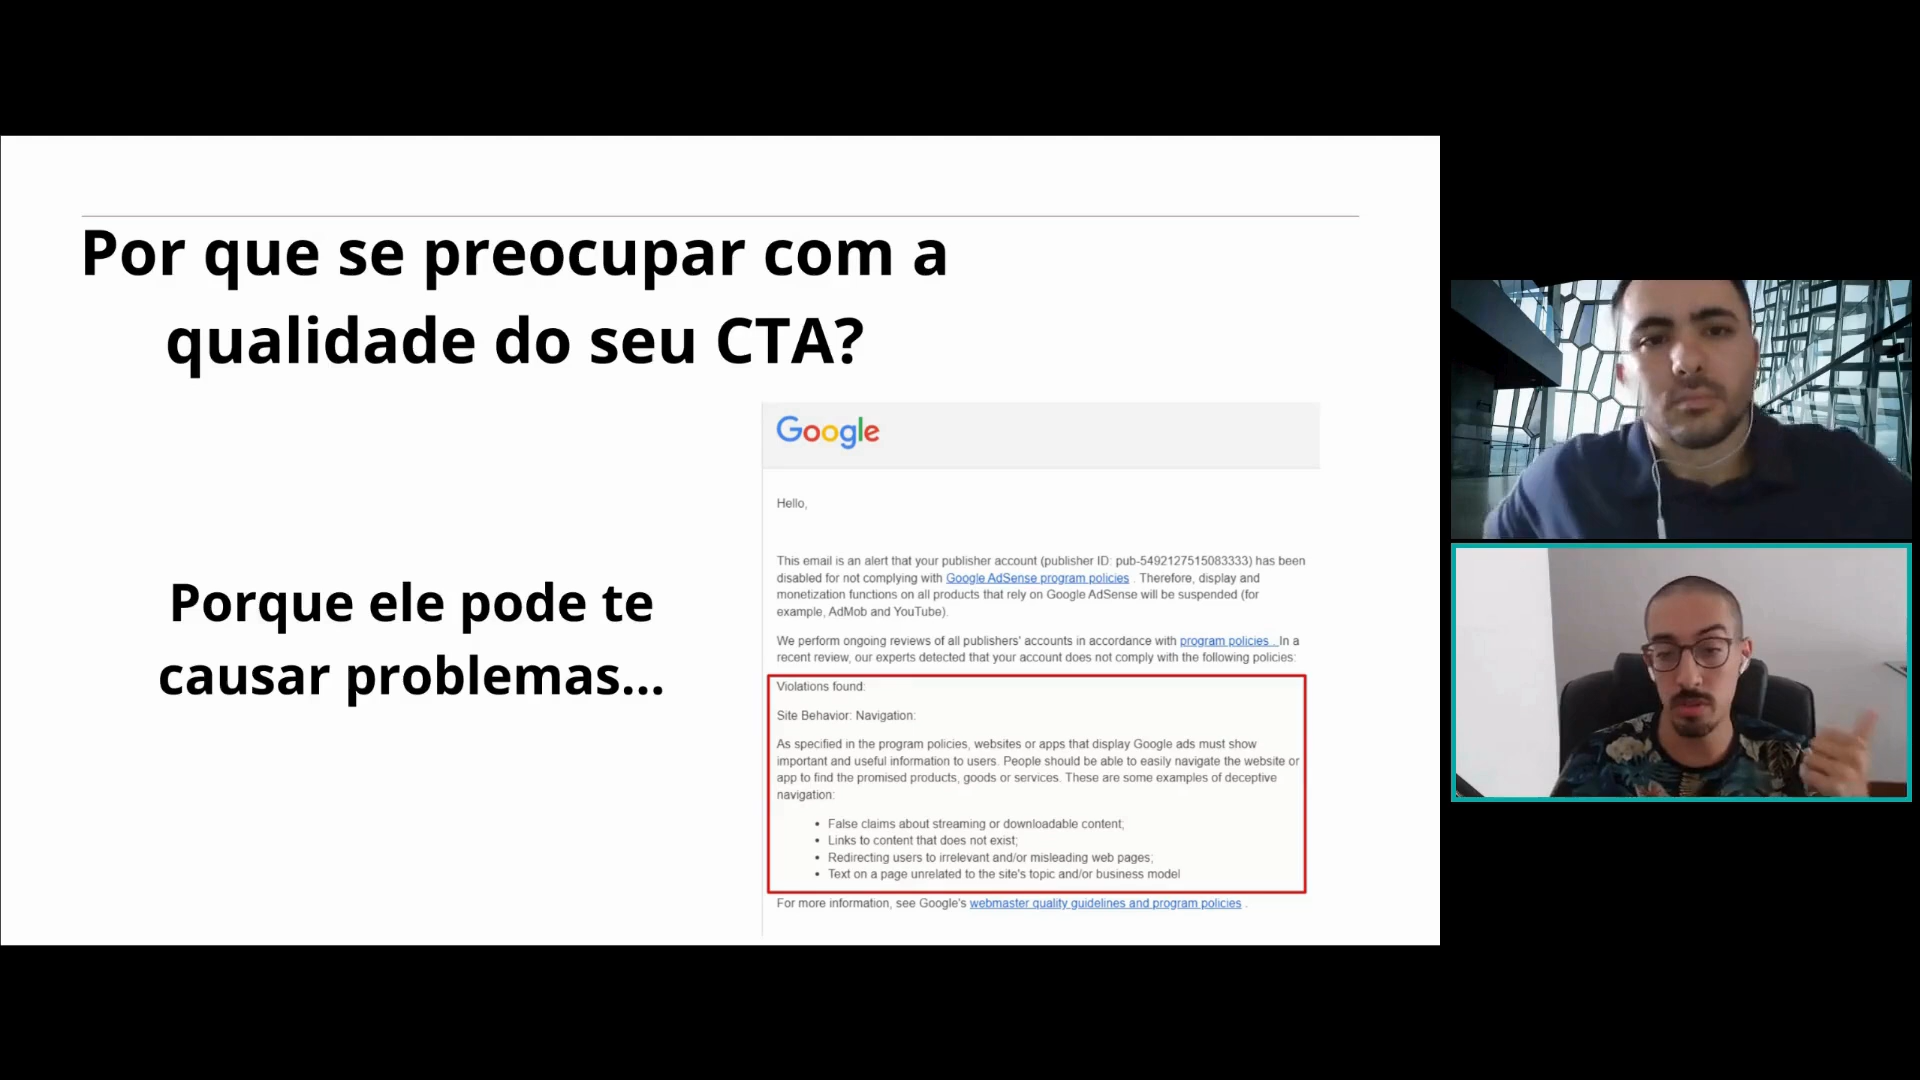 Por que se preocupar com a
qualidade do seu CTA?
Porque ele pode te
causar problemas...
Google
Hello,
This email is an alert that your publisher account (publisher ID: pub-5492127515083333) has been
disabled for not complying with Google AdSense program policies . Therefore, display and
monetization functions on all products that rely on Google AdSense will be suspended (for
example, AdMob and YouTube).
We perform ongoing reviews of all publishers' accounts in accordance with program policies . In a
recent review, our experts detected that your account does not comply with the following policies:
Violations found:
Site Behavior: Navigation:
As specified in the program policies, websites or apps that display Google ads must show
important and useful information to users. People should be able to easily navigate the website or
app to find the promised products, goods or services. These are some examples of deceptive
navigation:
• False claims about streaming or downloadable content;
• Links to content that does not exist;
• Redirecting users to irrelevant and/or misleading web pages;
• Text on a page unrelated to the site's topic and/or business model
For more information, see Google's webmaster quality guidelines and program policies .